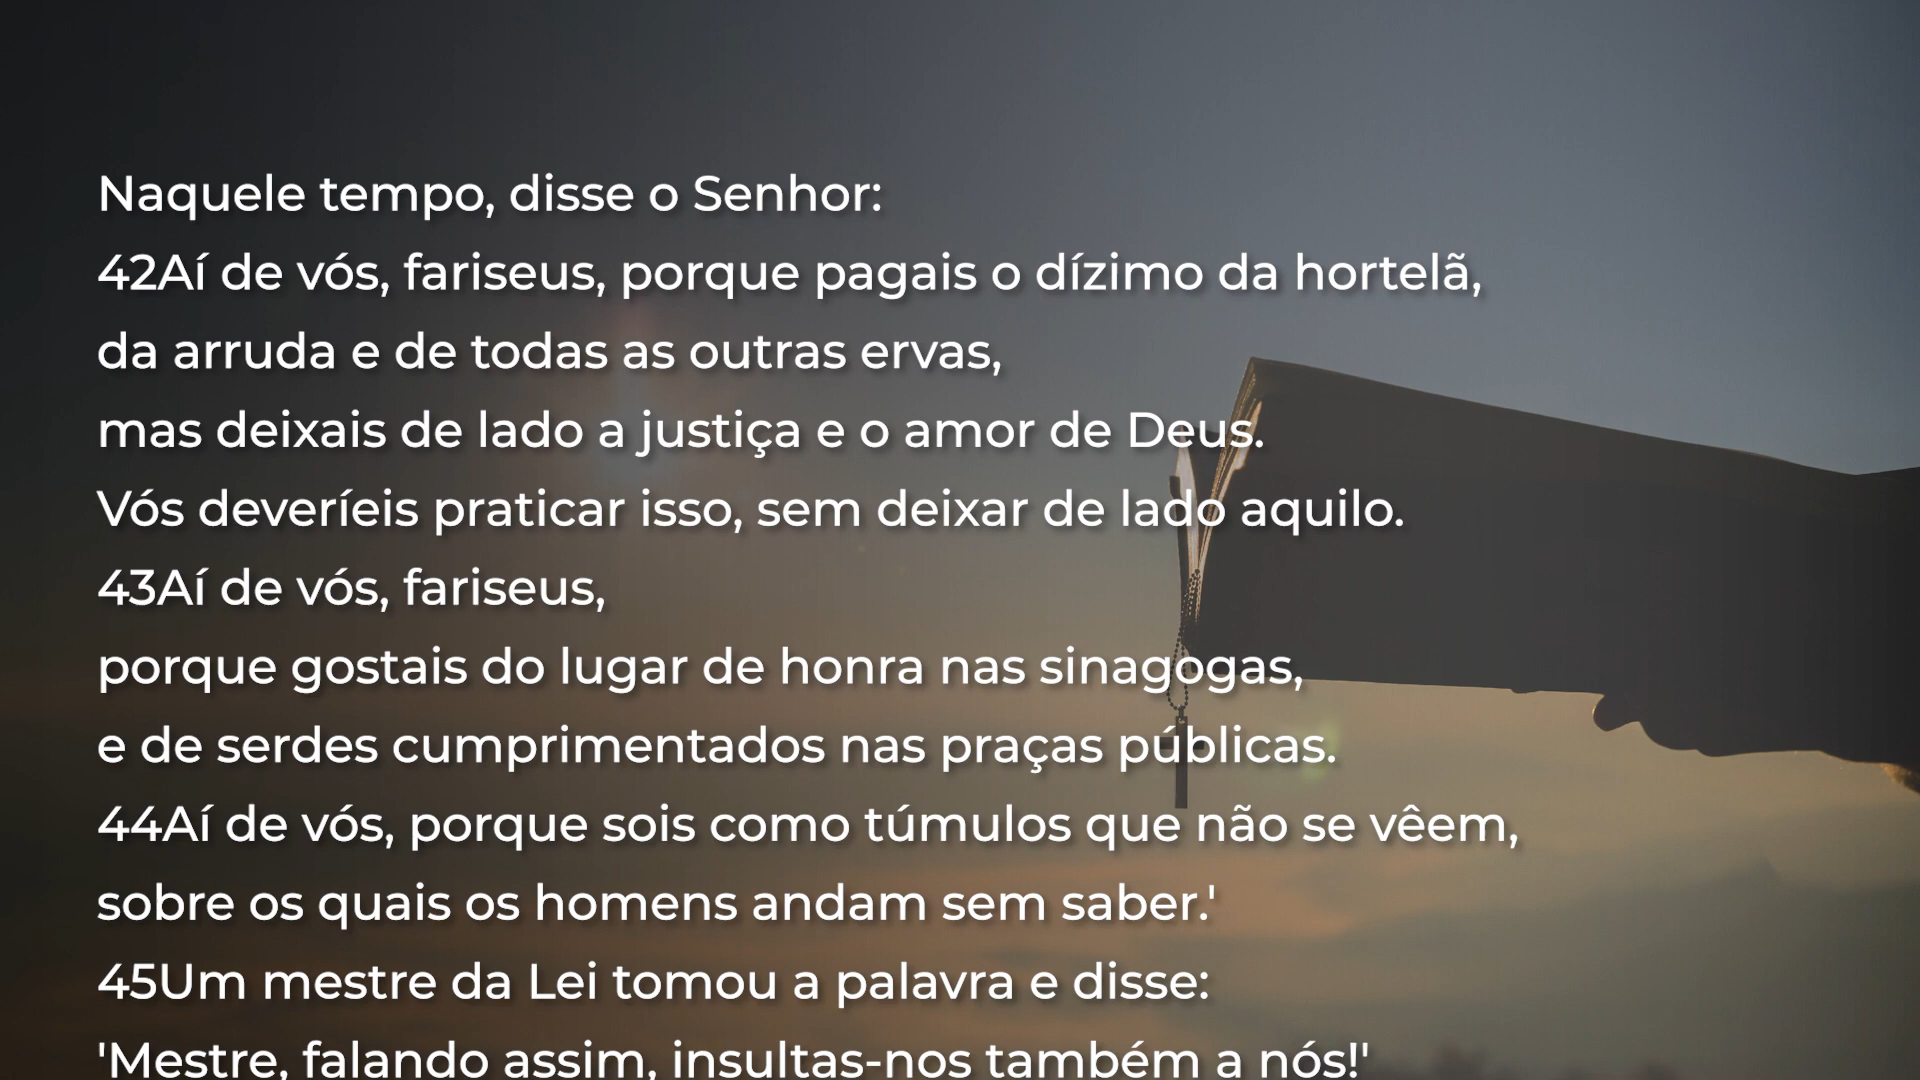 Naquele tempo, disse o Senhor:
42Aí de vós, fariseus, porque pagais o dízimo da hortelã,
da arruda e de todas as outras ervas,
mas deixais de lado a justiça e o amor de Deus.
Vós deveríeis praticar isso, sem deixar de lado aquilo.
43Aí de vós, fariseus,
porque gostais do lugar de honra nas sinagogas,
e de serdes cumprimentados nas praças públicas.
44Aí de vós, porque sois como túmulos que não se vêem,
sobre os quais os homens andam sem saber.'
45Um mestre da Lei tomou a palavra e disse:
'Mestre, falando assim, insultas-nos também a nós!'